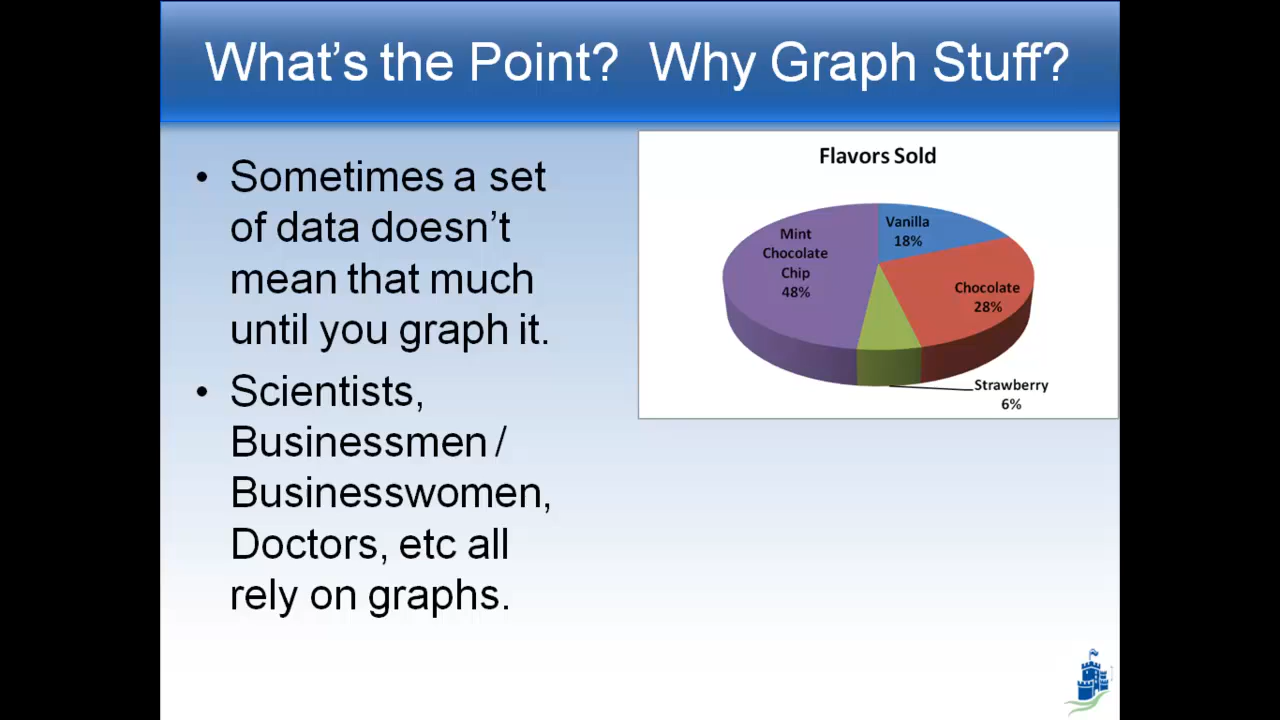 What's the Point?  Why Graph Stuff?
• Sometimes a set
of data doesn't
mean that much
until you graph it.
• Scientists,
Businessmen /
Businesswomen,
Doctors, etc all
rely on graphs.
Flavors Sold
Vanilla
18%
Mint
Chocolate
Chip
48%
Chocolate
28%
Strawberry
6%